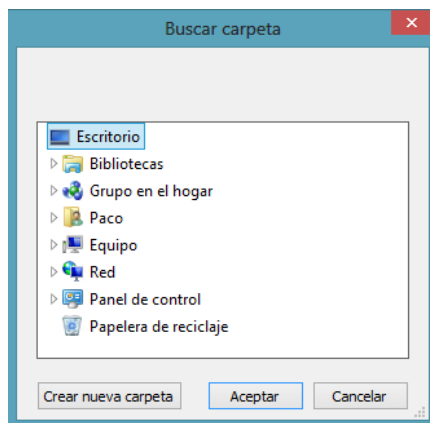 Buscar carpeta
Escritorio
Bibliotecas
Grupo en el hogar
Paco
Equipo
Red
Panel de control
Papelera de reciclaje
Crear nueva carpeta Aceptar Cancelar